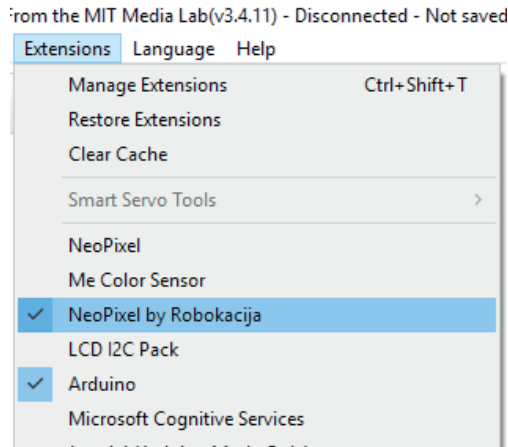 From the MIT Media Lab(v3.4.11) - Disconnected - Not saved
Extensions Language Help
Manage Extensions Ctrl+Shift+T
Restore Extensions
Clear Cache
Smart Servo Tools
NeoPixel
Me Color Sensor
NeoPixel by Robokacija
LCD I2C Pack
Arduino
Microsoft Cognitive Services